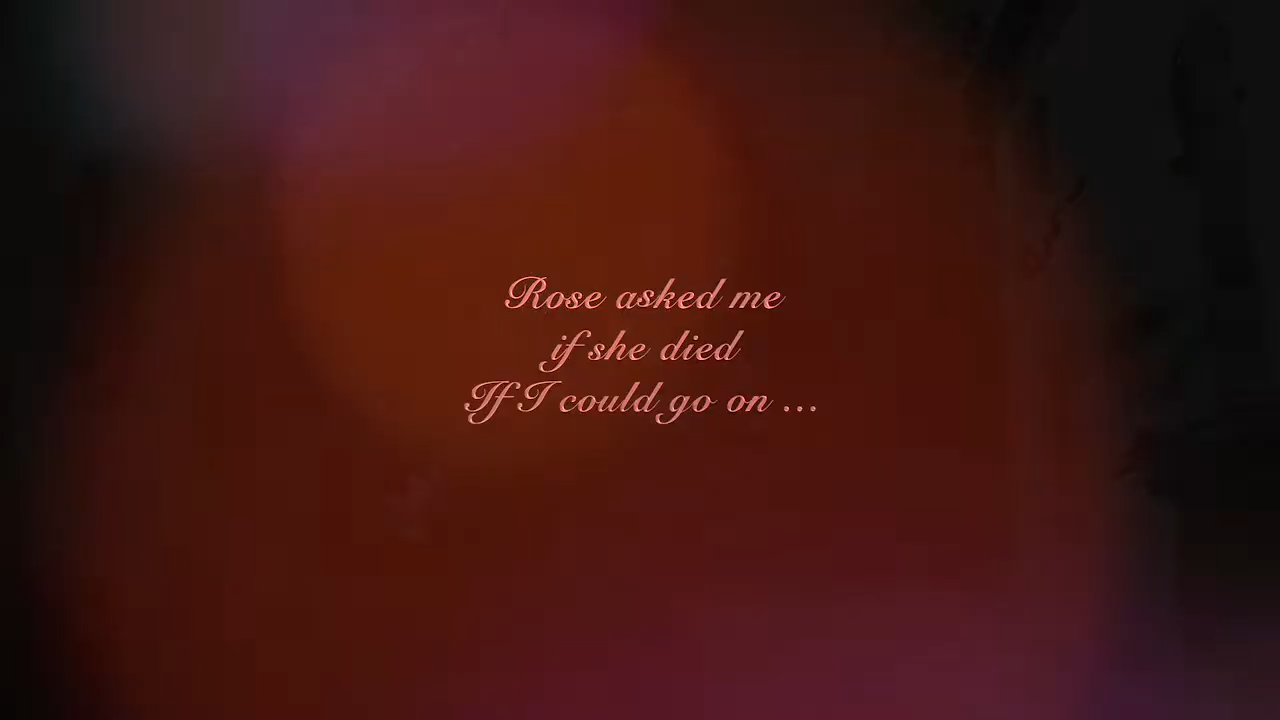 Rose asked me
if she died
If I could go on ...